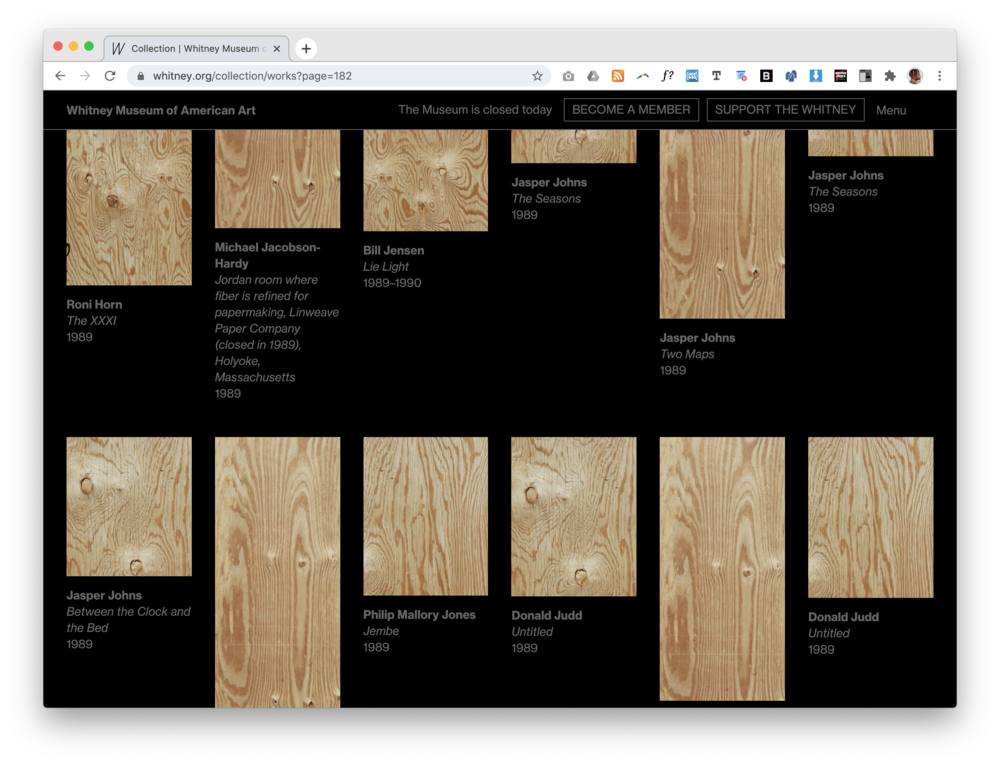 Collection | Whitney Museum o
whitney.org/collection/works?page=182
Whitney Museum of American Art
The Museum is closed today
BECOME A MEMBER
SUPPORT THE WHITNEY
Menu
Roni Horn
The XXXI
1989
Michael Jacobson-
Hardy
Jordan room where
fiber is refined for
papermaking, Linweave
Paper Company
(closed in 1989),
Holyoke,
Massachusetts
1989
Bill Jensen
Lie Light
1989–1990
Jasper Johns
The Seasons
1989
Jasper Johns
Two Maps
1989
Jasper Johns
The Seasons
1989
Jasper Johns
Between the Clock and
the Bed
1989
Philip Mallory Jones
Jembe
1989
Donald Judd
Untitled
1989
Donald Judd
Untitled
1989